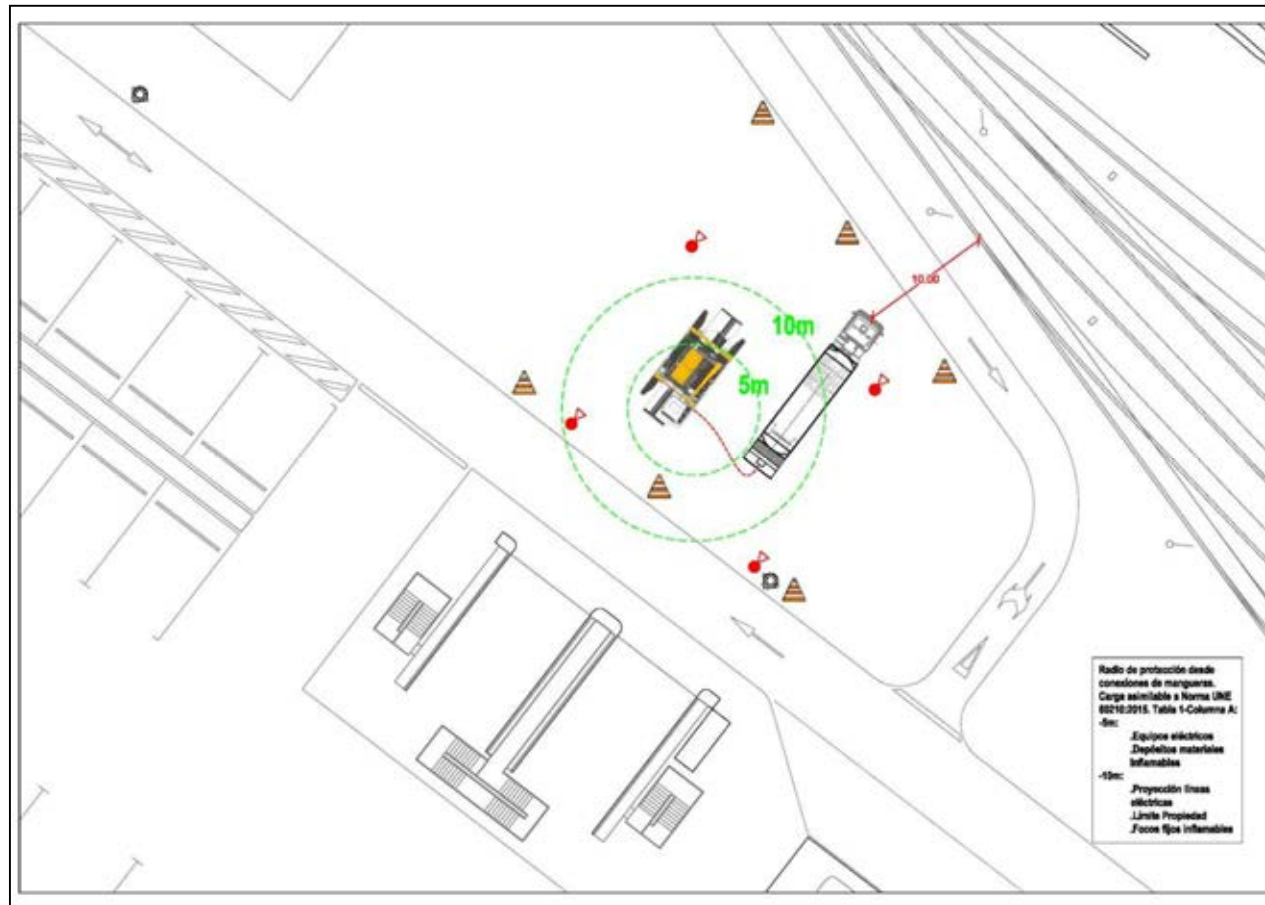 10.00
10m
5m
Radio de protección desde
conexiones de mangueras.
Carga asimilable a Norma UNE
60210:2015. Tabla 1-Columna A:
-5m:
.Equipos eléctricos
.Depósitos materiales
inflamables
-10m:
.Proyección líneas
eléctricas
.Límite Propiedad
.Focos fijos inflamables